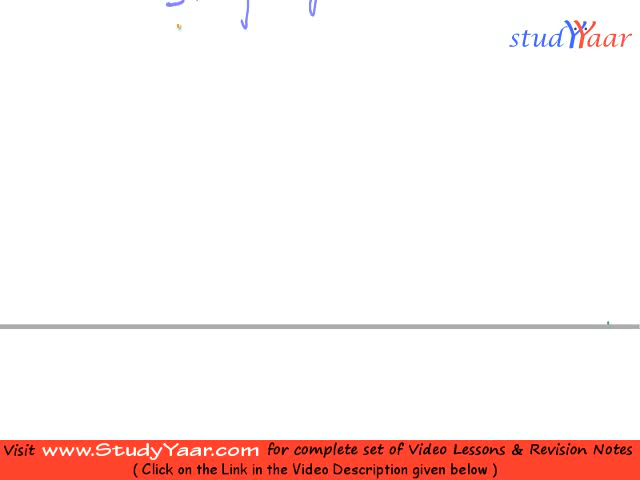 studYYaar
Visit www.StudyYaar.com for complete set of Video Lessons & Revision Notes
( Click on the Link in the Video Description given below )